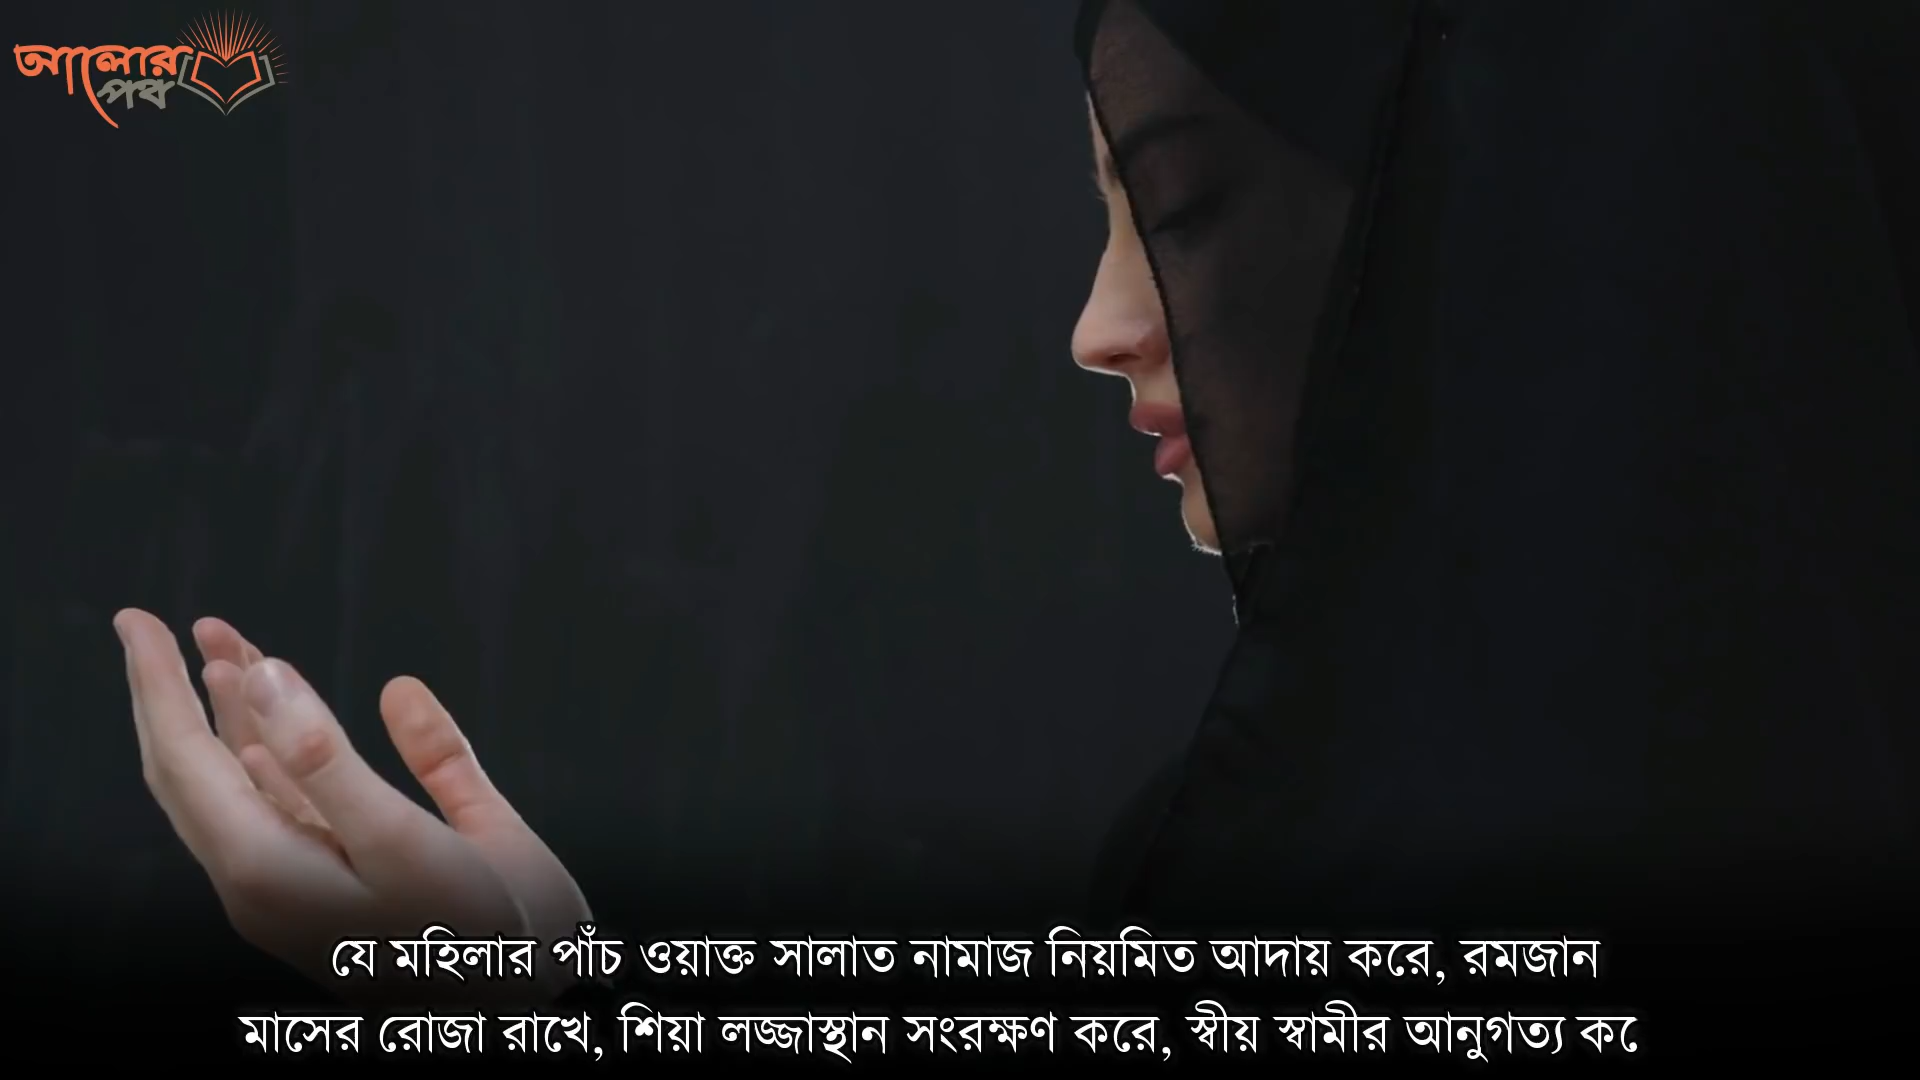 আলোর
পথ
যে মহিলার পাঁচ ওয়াক্ত সালাত নামাজ নিয়মিত আদায় করে, রমজান
মাসের রোজা রাখে, শিয়া লজ্জাস্থান সংরক্ষণ করে, স্বীয় স্বামীর আনুগত্য কে